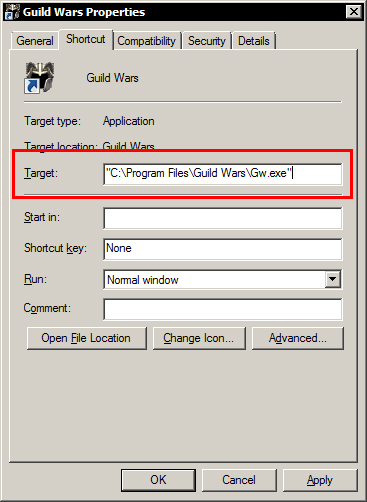 Guild Wars Properties
General Shortcut Compatibility Security Details
Guild Wars
Target type: Application
Target location: Guild Wars
Target: "C:\Program Files\Guild Wars\Gw.exe"
Start in:
Shortcut key: None
Run: Normal window
Comment:
Open File Location Change Icon... Advanced...
OK Cancel Apply